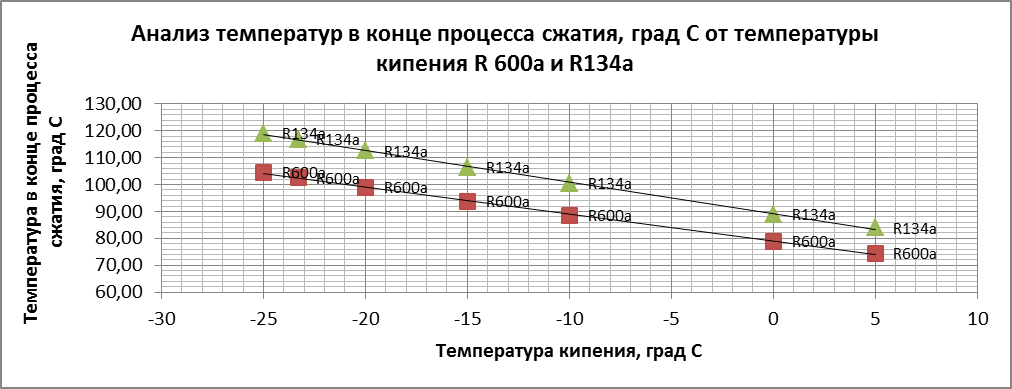 Анализ температур в конце процесса сжатия, град С от температуры
кипения R 600a и R134a
Температура в конце процесса
сжатия, град С
130,00
120,00
110,00
100,00
90,00
80,00
70,00
60,00
R134a
R134a
R134a
R134a
R134a
R134a
R134a
R600a
R600a
R600a
R600a
R600a
R600a
R600a
-30
-25
-20
-15
-10
-5
0
5
10
Температура кипения, град С